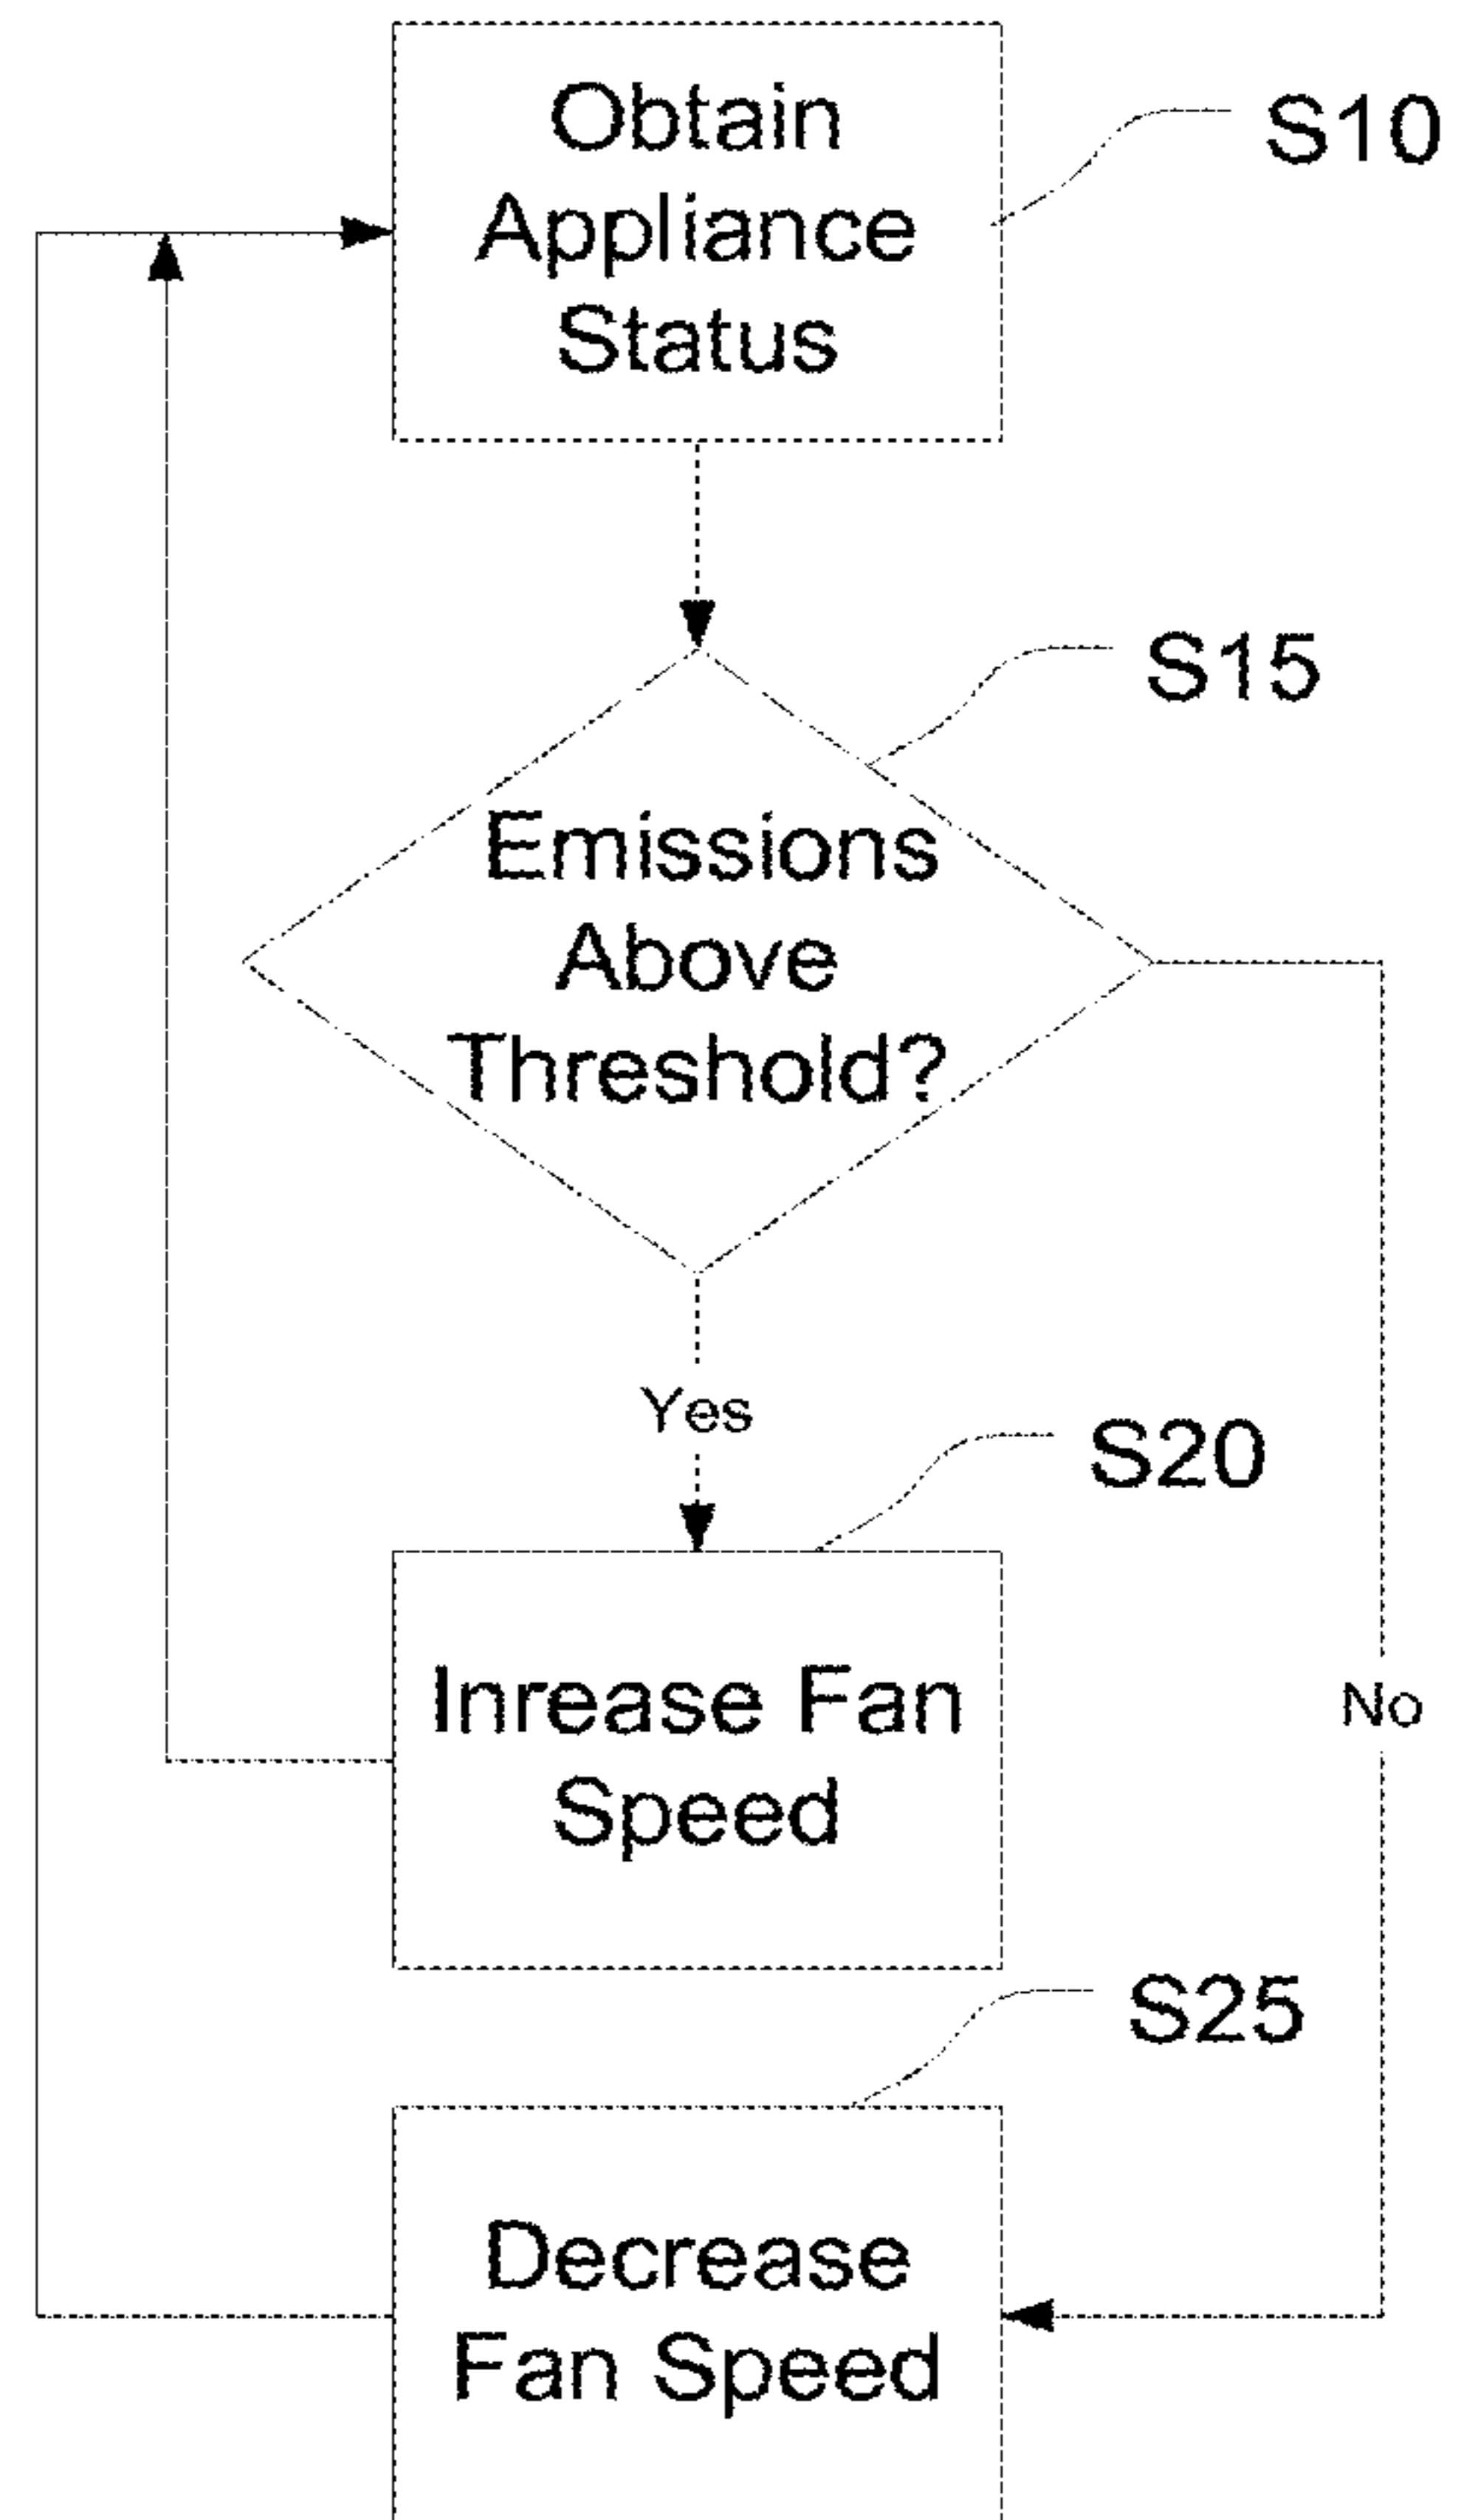 Obtain
Appliance
Status
S10
S15
Emissions
Above
Threshold?
Yes
S20
Inrease Fan
Speed
No
S25
Decrease
Fan Speed